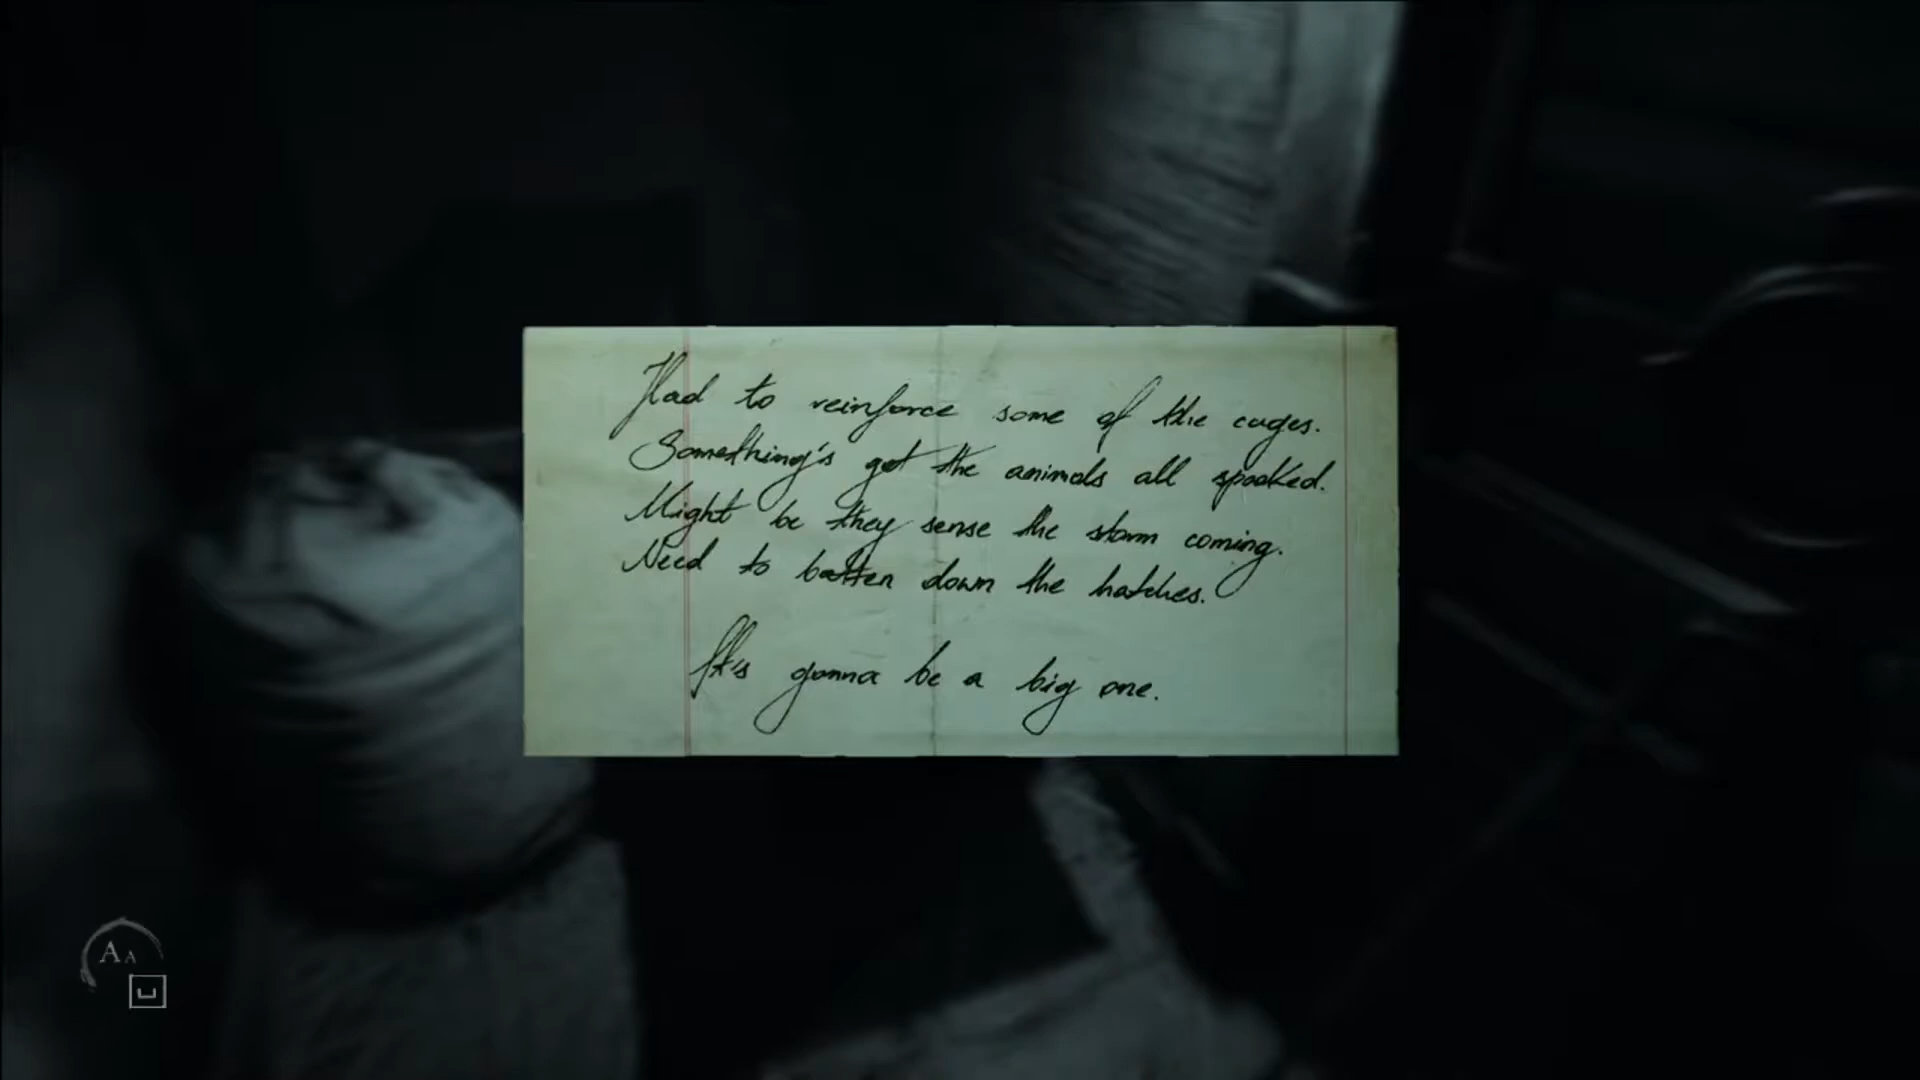 Had to reinforce some of the cages.
Something's got the animals all spooked.
Might be they sense the storm coming.
Need to batten down the hatches.
It's gonna be a big one.
A A